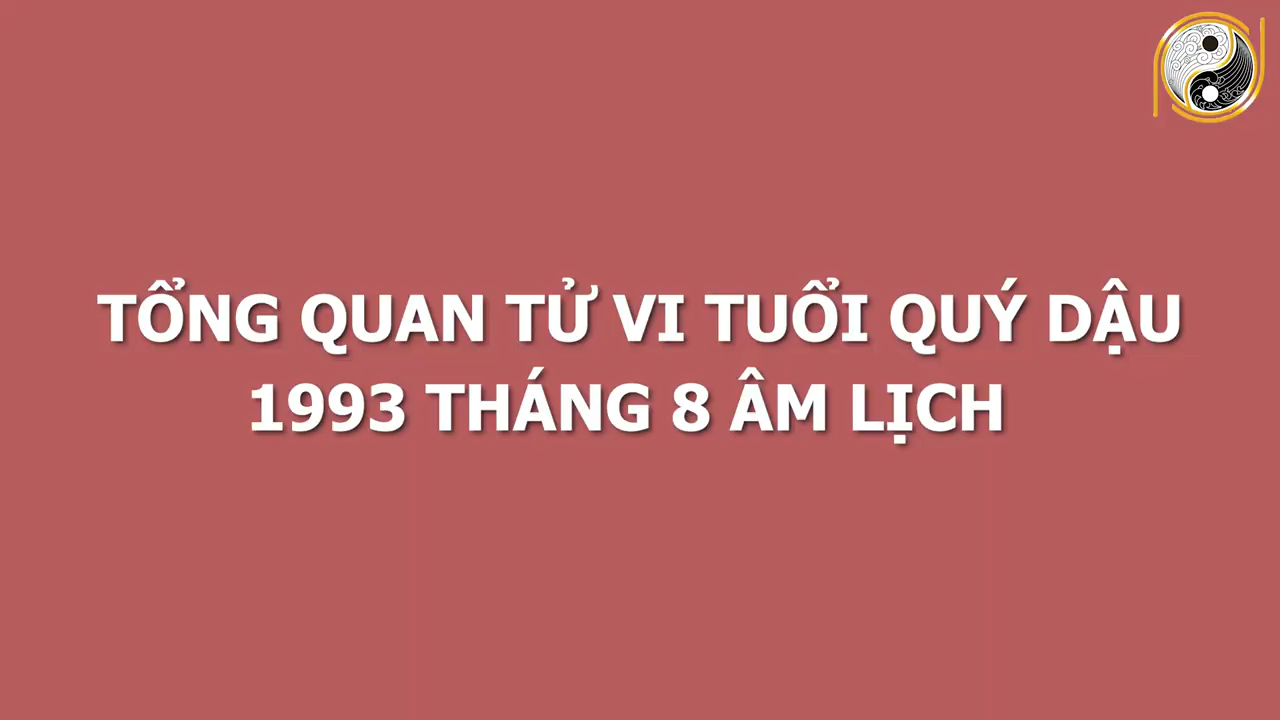 TỔNG QUAN TỬ VI TUỔI QUÝ DẬU
1993 THÁNG 8 ÂM LỊCH